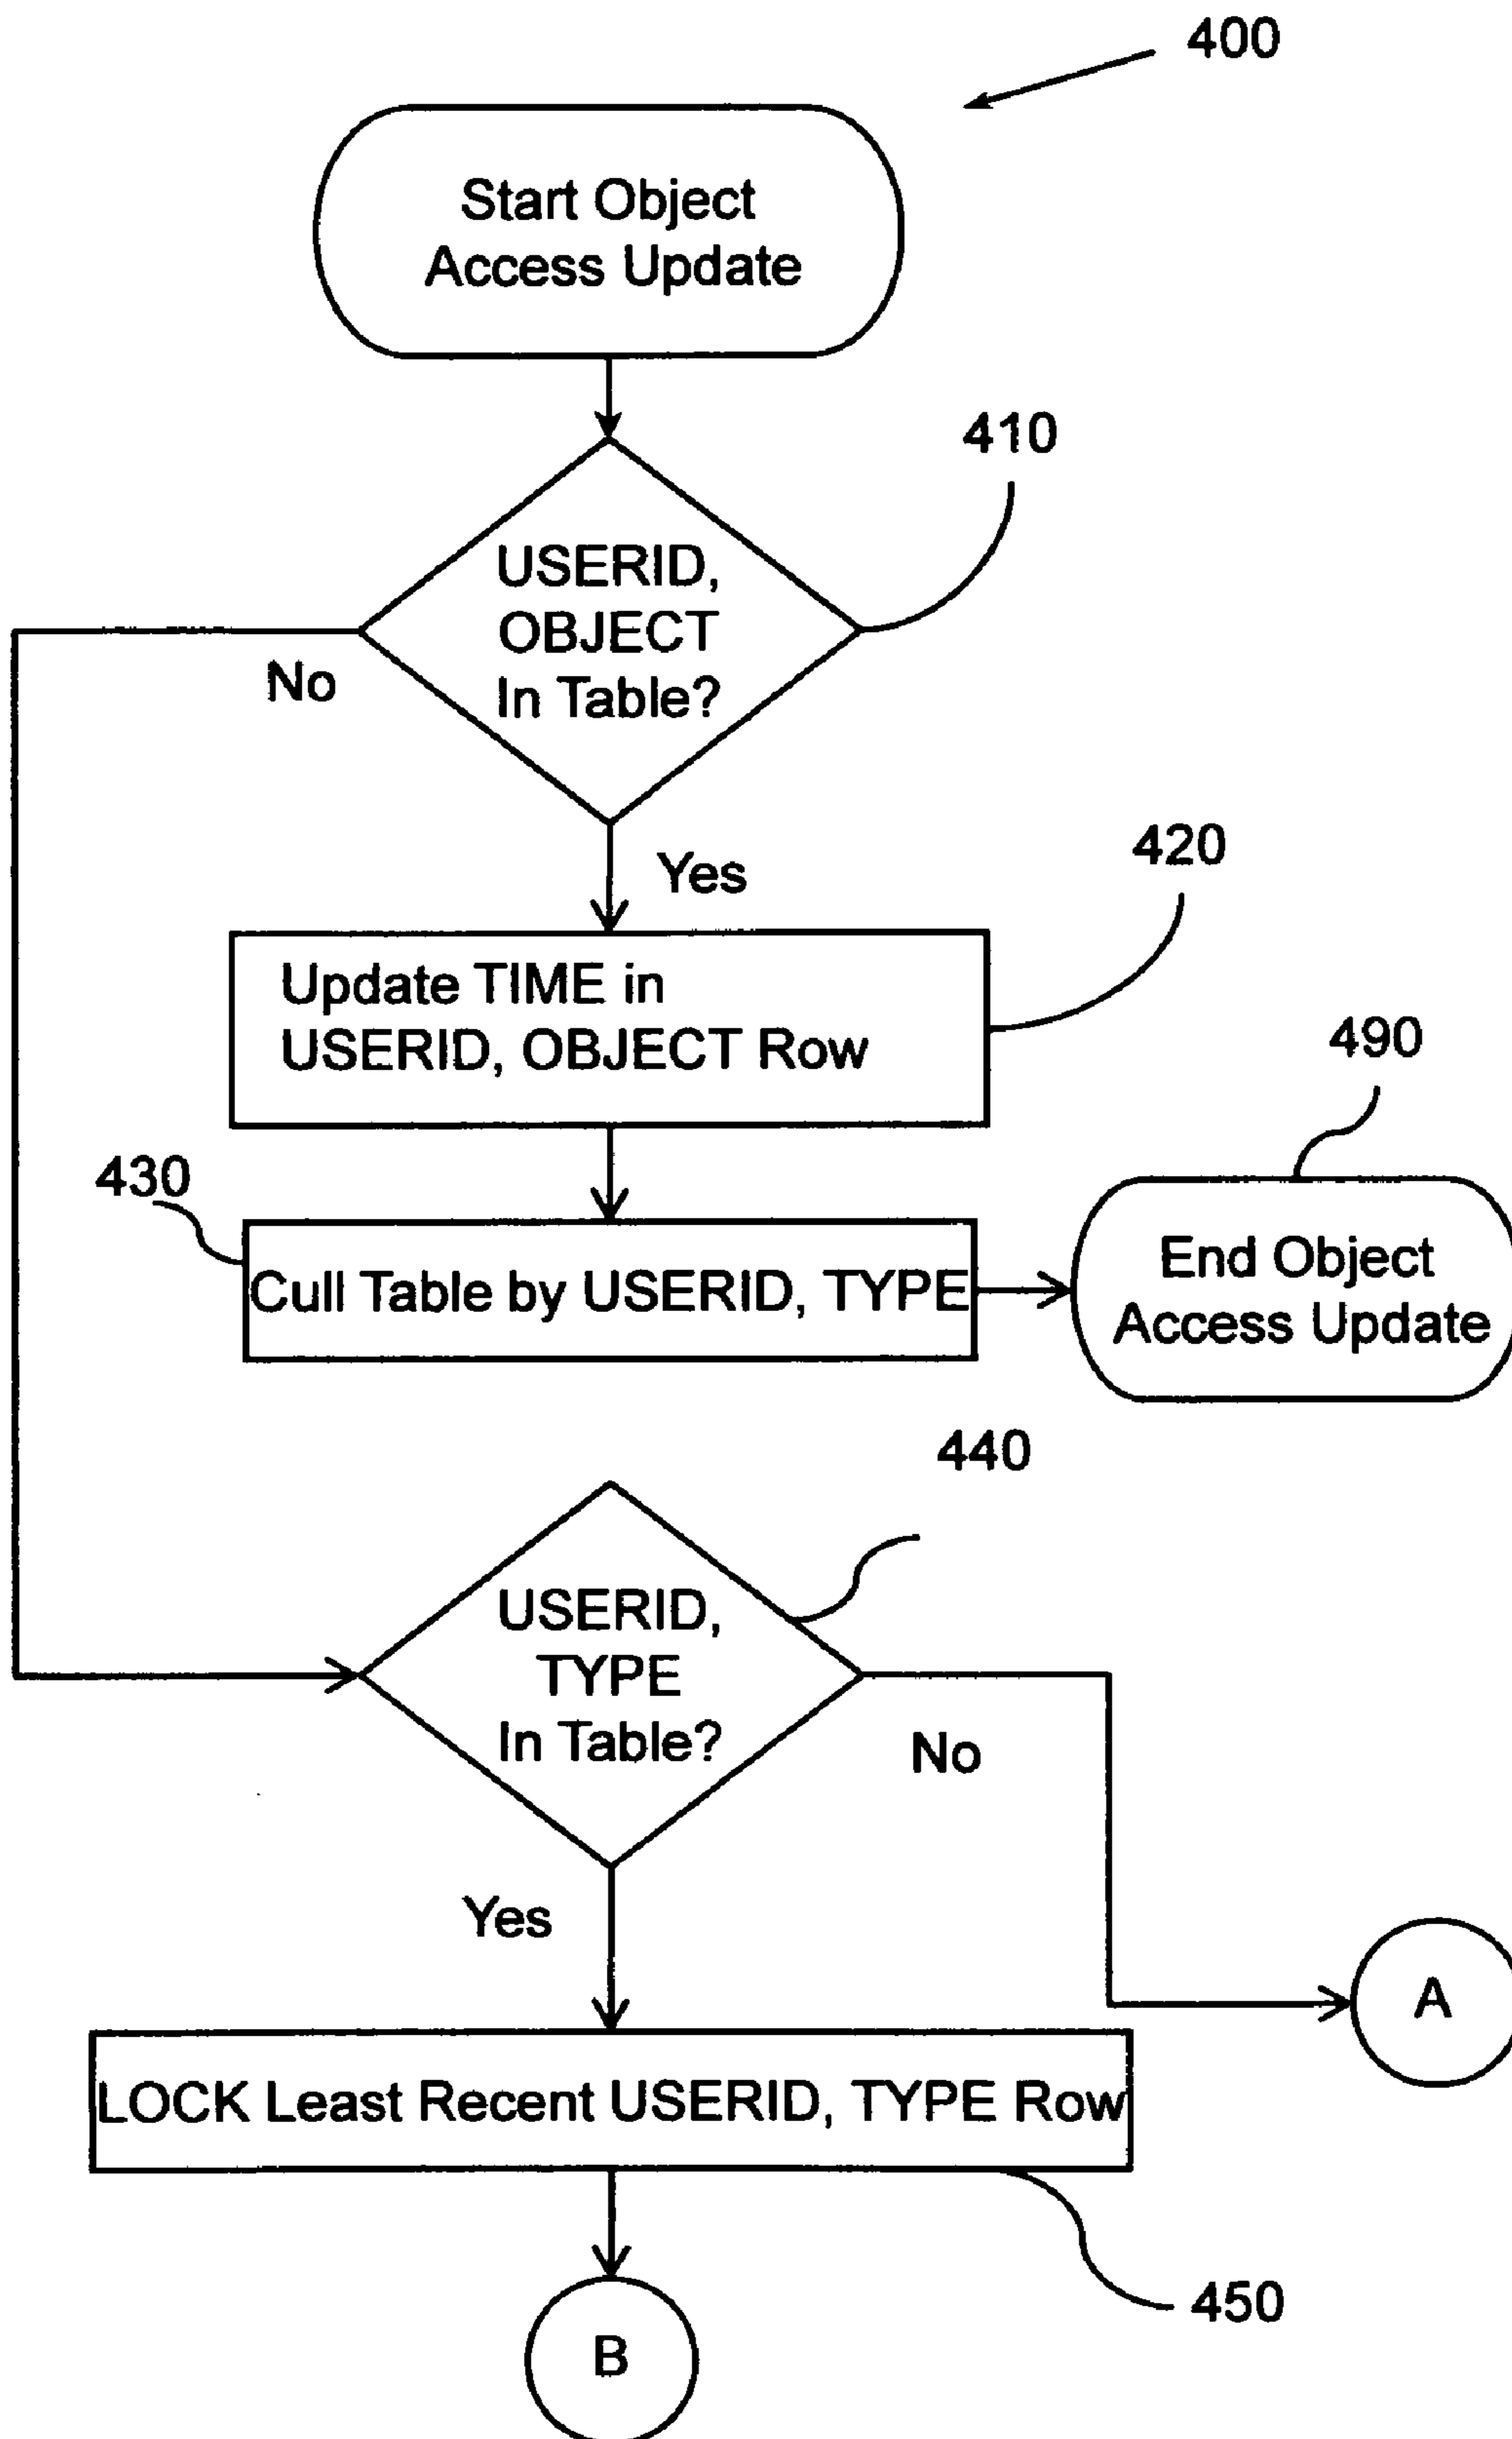 400
Start Object
Access Update
410
USERID,
OBJECT
In Table?
No
Yes
420
Update TIME in
USERID, OBJECT Row
490
430
Cull Table by USERID, TYPE
End Object
Access Update
440
USERID,
TYPE
In Table?
No
Yes
A
LOCK Least Recent USERID, TYPE Row
450
B